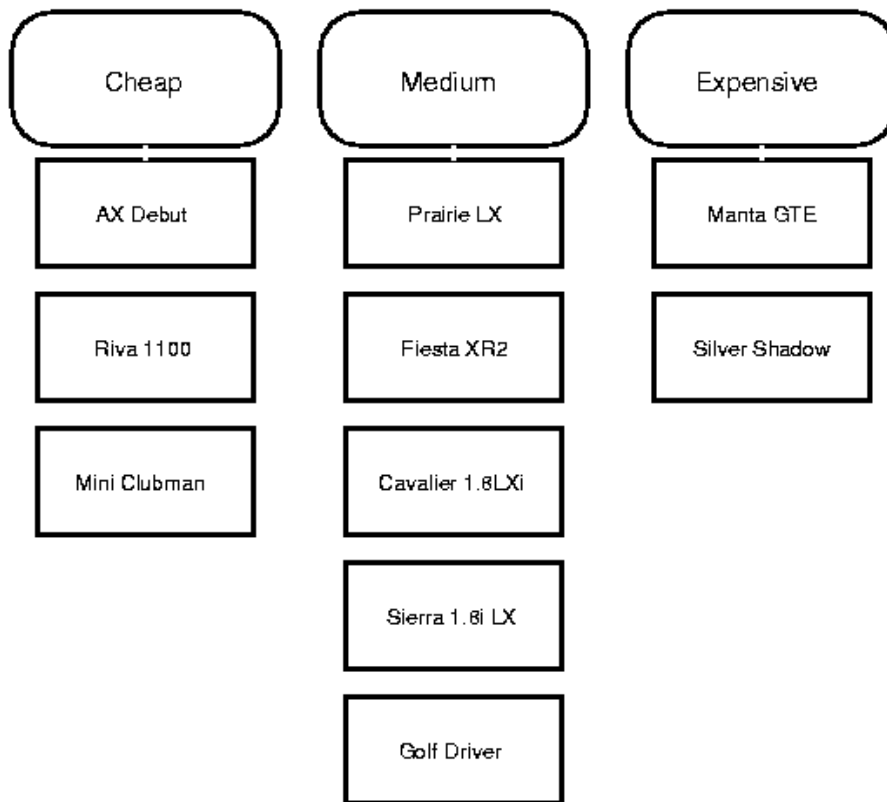 Cheap
Medium
Expensive
AX Debut
Prairie LX
Manta GTE
Riva 1100
Fiesta XR2
Silver Shadow
Mini Clubman
Cavalier 1.6LXi
Sierra 1.6i LX
Golf Driver